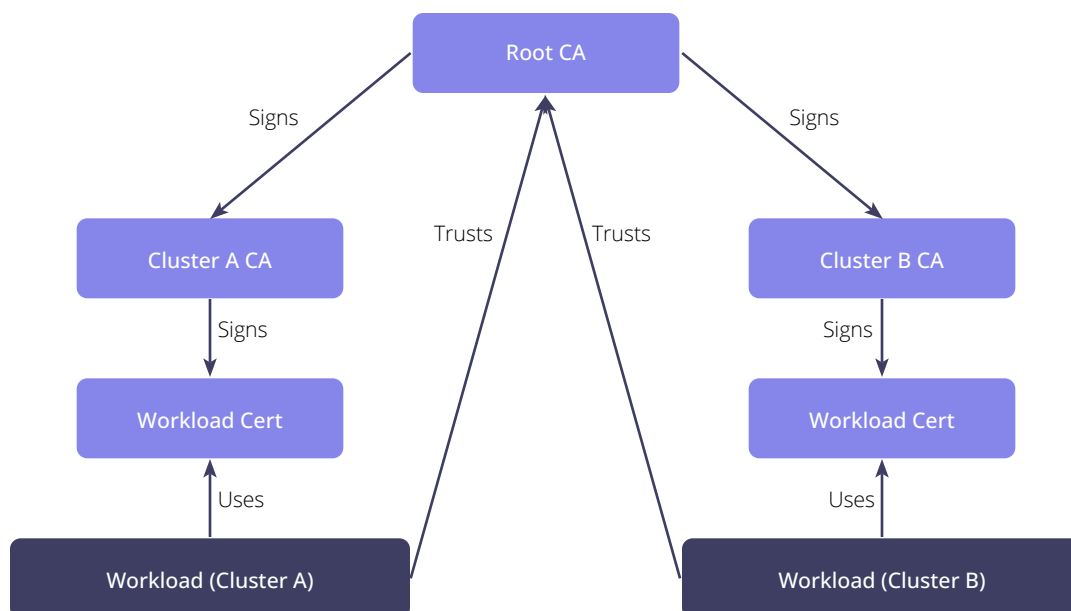 Root CA
Signs
Signs
Trusts
Trusts
Cluster A CA
Cluster B CA
Signs
Signs
Workload Cert
Workload Cert
Uses
Uses
Workload (Cluster A)
Workload (Cluster B)